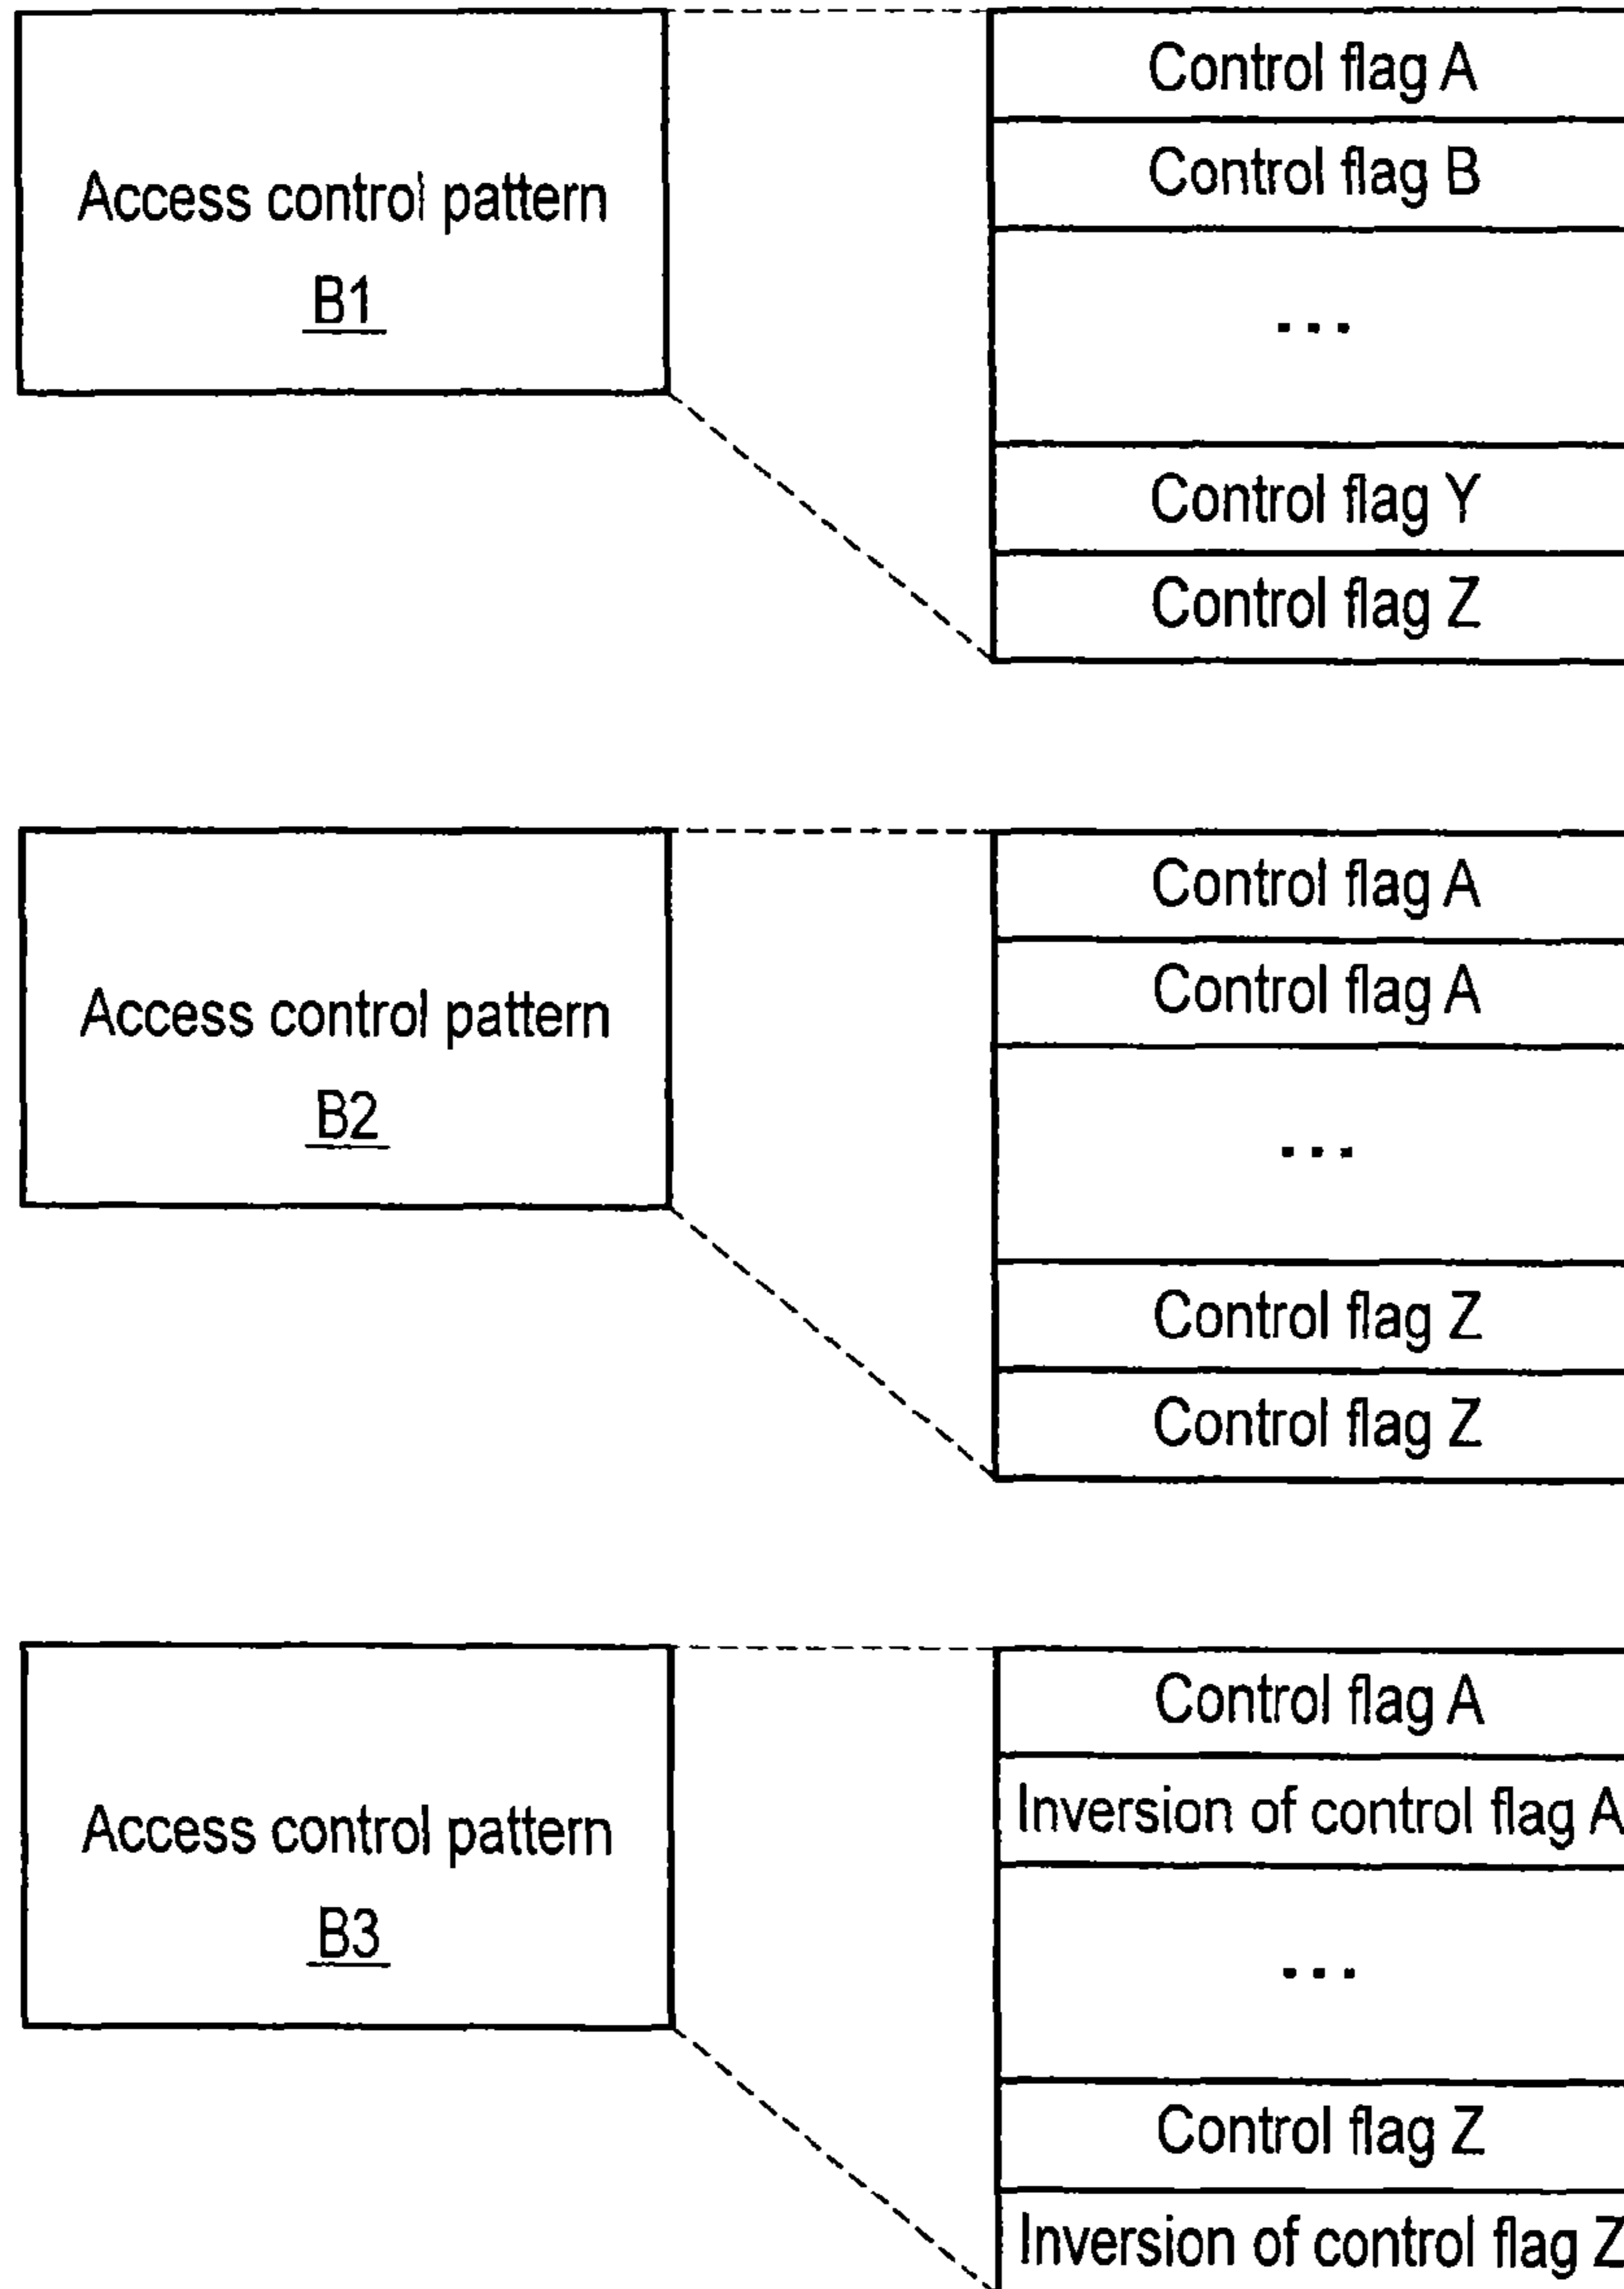 Control flag A
Control flag B
Access control pattern
B1
...
Control flag Y
Control flag Z
Control flag A
Control flag A
Access control pattern
B2
...
Control flag Z
Control flag Z
Control flag A
Inversion of control flag A
Access control pattern
B3
...
Control flag Z
Inversion of control flag Z